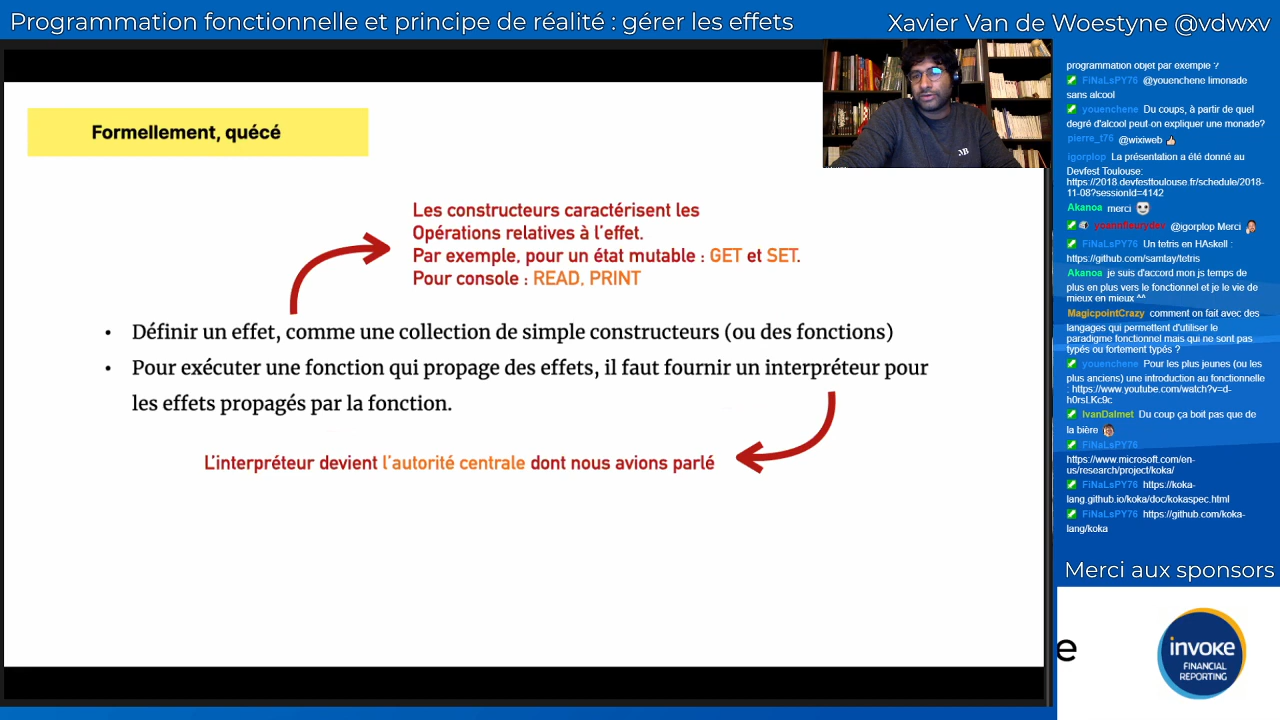 Programmation fonctionnelle et principe de réalité : gérer les effets
Xavier Van de Woestyne @vdwxv
Formellement, quécé
Les constructeurs caractérisent les
Opérations relatives à l'effet.
Par exemple, pour un état mutable : GET et SET.
Pour console : READ, PRINT
• Définir un effet, comme une collection de simple constructeurs (ou des fonctions)
• Pour exécuter une fonction qui propage des effets, il faut fournir un interpréteur pour
les effets propagés par la fonction.
L'interpréteur devient l'autorité centrale dont nous avions parlé
programmation objet par exemple ?
FiNaLsPY76 @youenchene limonade
sans alcool
youenchene Du coups, à partir de quel
degré d'alcool peut-on expliquer une monade?
pierre_t76 @wixiweb 👍
igorplop La présentation a été donné au
Devfest Toulouse:
https://2018.devfesttoulouse.fr/schedule/2018-
11-08?sessionId=4142
Akanoa merci
yoannfleurydev @igorplop Merci
FiNaLsPY76 Un tetris en HAskell :
https://github.com/samtay/tetris
Akanoa je suis d'accord mon js temps de
plus en plus vers le fonctionnel et je le vie de
mieux en mieux ^^
MagicpointCrazy comment on fait avec des
langages qui permettent d'utiliser le
paradigme fonctionnel mais qui ne sont pas
typés ou fortement typés ?
youenchene Pour les plus jeunes (ou les
plus anciens) une introduction au fonctionnelle
: https://www.youtube.com/watch?v=d-
h0rsLKc9c
IvanDalmet Du coup ça boit pas que de
la bière
FiNaLsPY76
https://www.microsoft.com/en-
us/research/project/koka/
FiNaLsPY76 https://koka-
lang.github.io/koka/doc/kokaspec.html
FiNaLsPY76 https://github.com/koka-
lang/koka
Merci aux sponsors
e
invoke
FINANCIAL
REPORTING